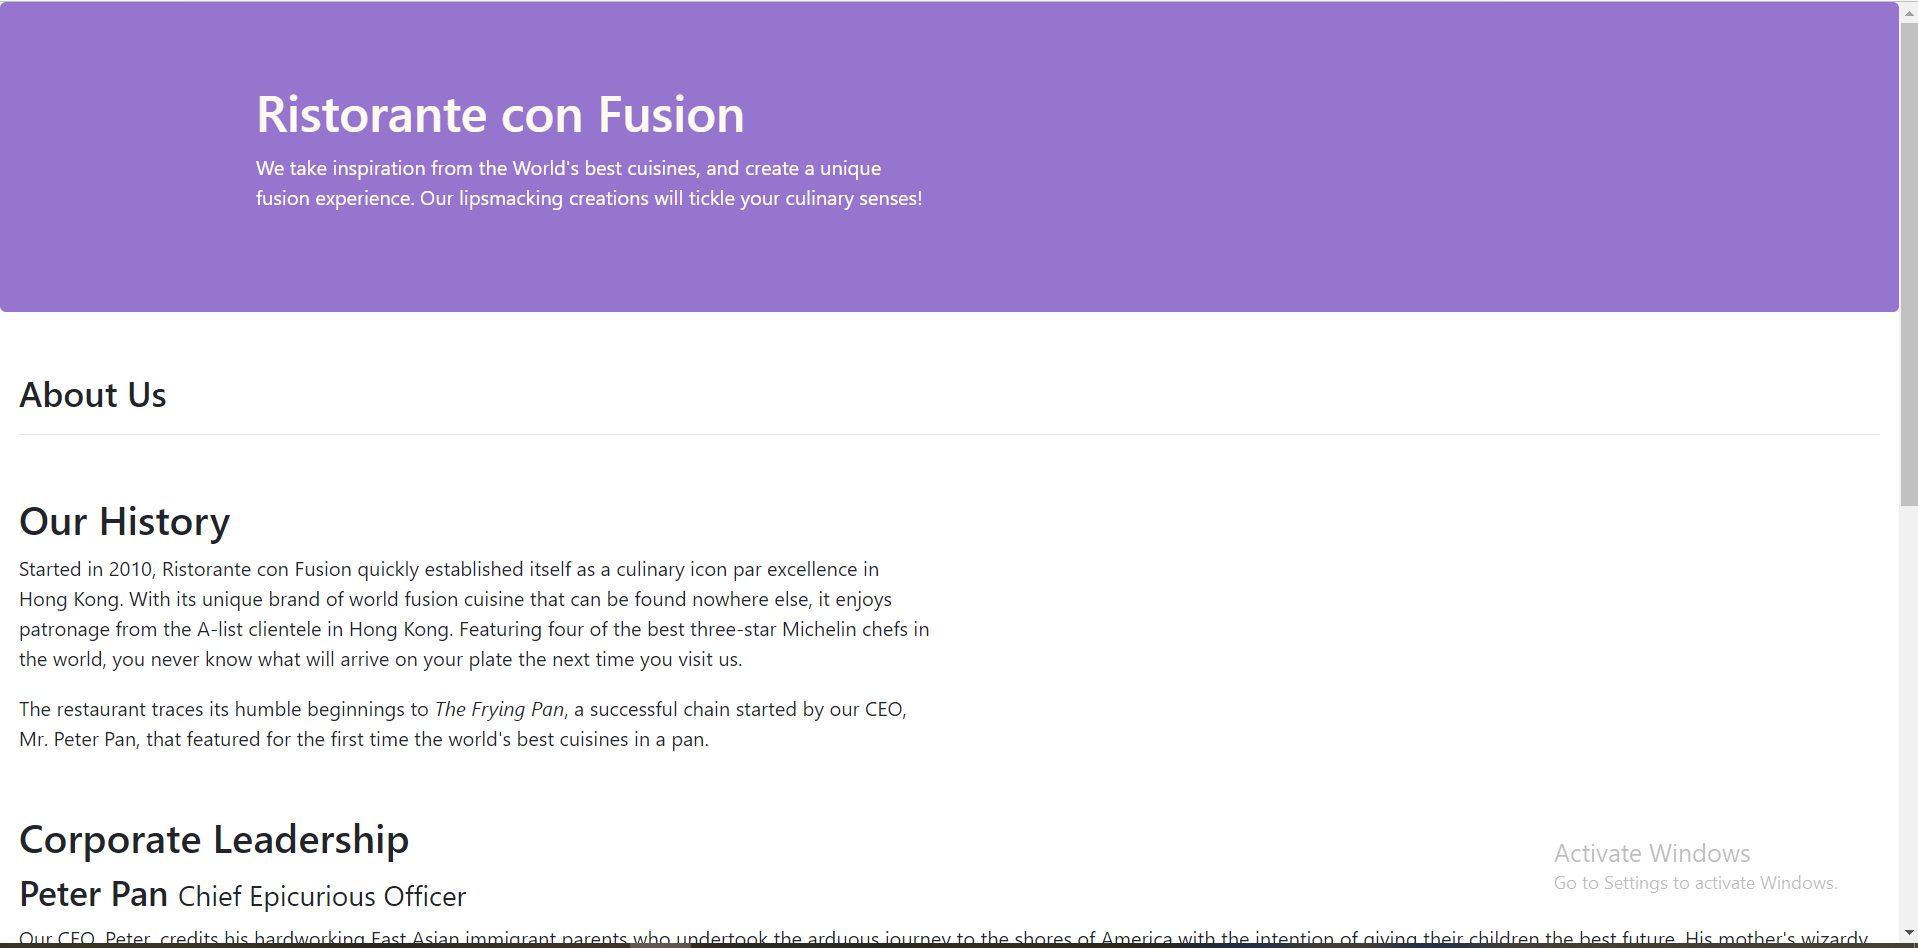 Ristorante con Fusion
We take inspiration from the World's best cuisines, and create a unique
fusion experience. Our lipsmacking creations will tickle your culinary senses!
About Us
Our History
Started in 2010, Ristorante con Fusion quickly established itself as a culinary icon par excellence in
Hong Kong. With its unique brand of world fusion cuisine that can be found nowhere else, it enjoys
patronage from the A-list clientele in Hong Kong. Featuring four of the best three-star Michelin chefs in
the world, you never know what will arrive on your plate the next time you visit us.
The restaurant traces its humble beginnings to The Frying Pan, a successful chain started by our CEO,
Mr. Peter Pan, that featured for the first time the world's best cuisines in a pan.
Corporate Leadership
Peter Pan Chief Epicurious Officer
Our CEO, Peter, credits his hardworking East Asian immigrant parents who undertook the arduous journey to the shores of America with the intention of giving their children the best future. His mother's wizardy
Activate Windows
Go to Settings to activate Windows.